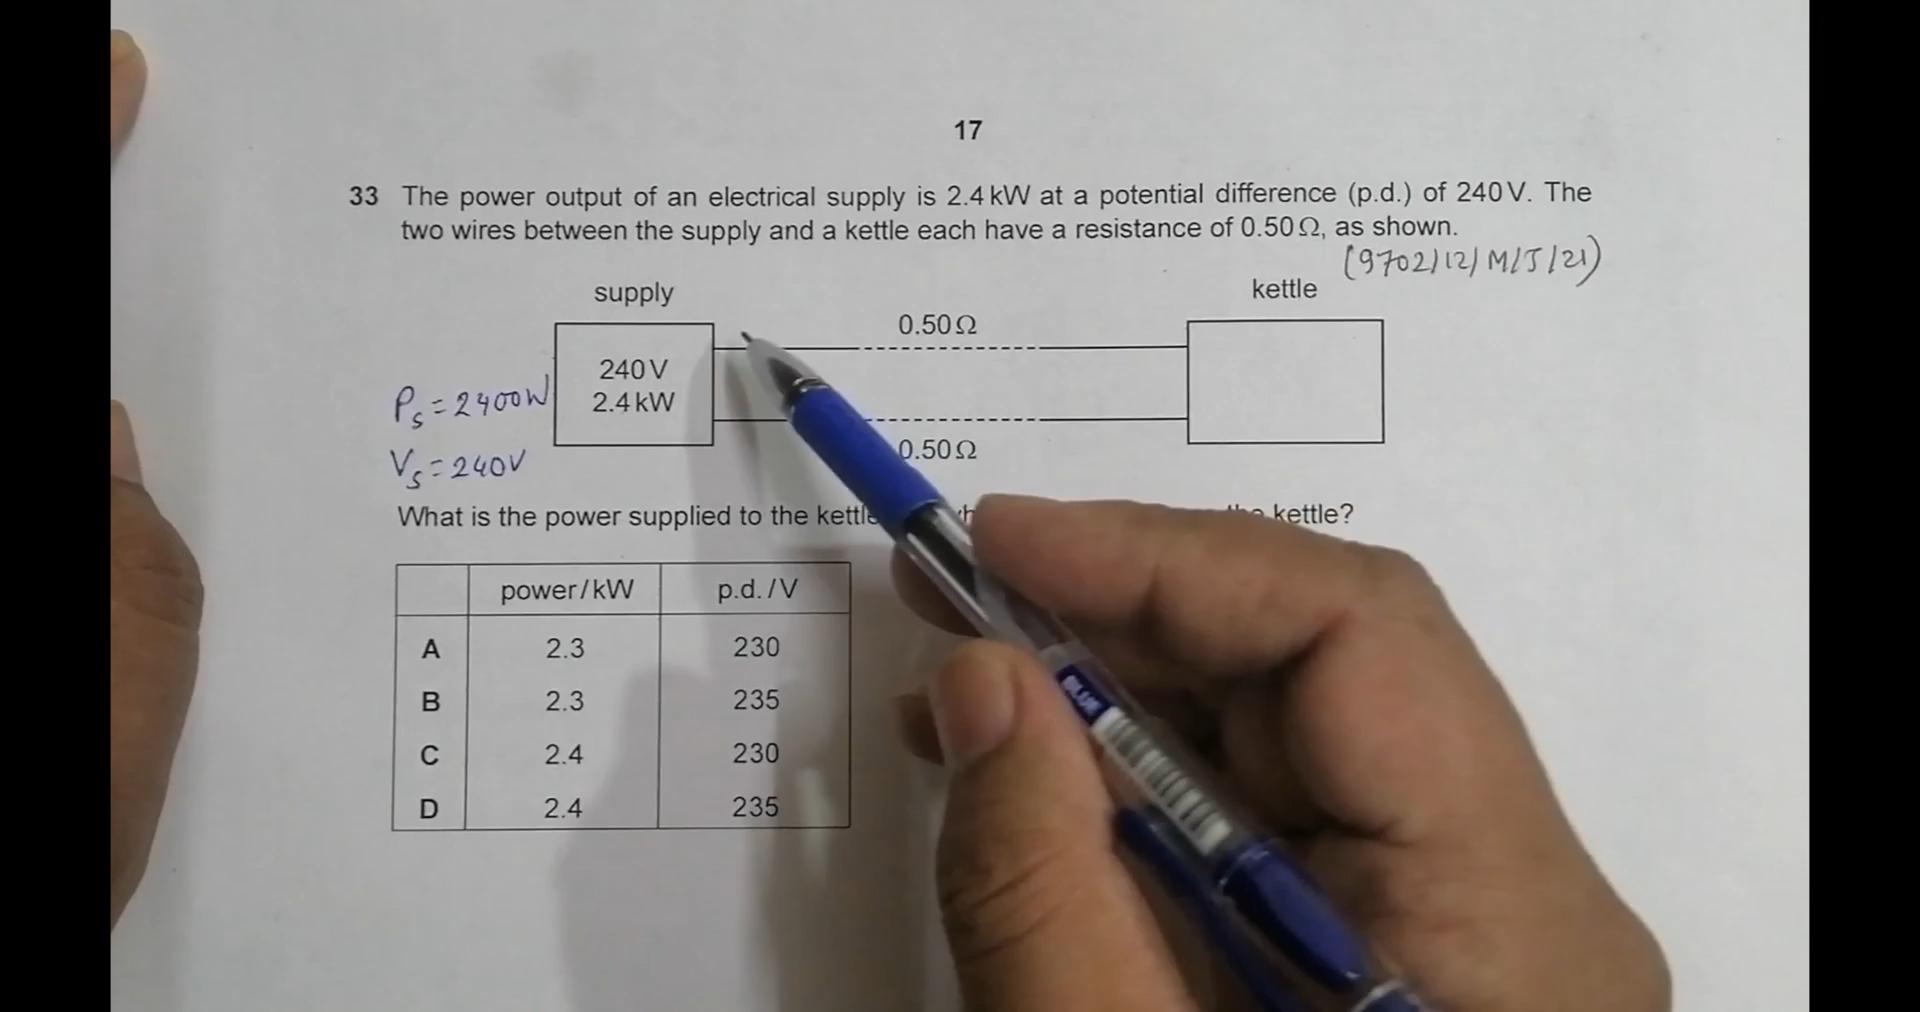 17
33 The power output of an electrical supply is 2.4 kW at a potential difference (p.d.) of 240 V. The
two wires between the supply and a kettle each have a resistance of 0.50 Ω, as shown.
(9702/12/M/J/21)
supply
kettle
0.50 Ω
240 V
2.4 kW
Ps = 2400W
0.50 Ω
Vs = 240V
What is the power supplied to the kettle kettle?
power/kW p.d./V
A 2.3 230
B 2.3 235
C 2.4 230
D 2.4 235
BLUE